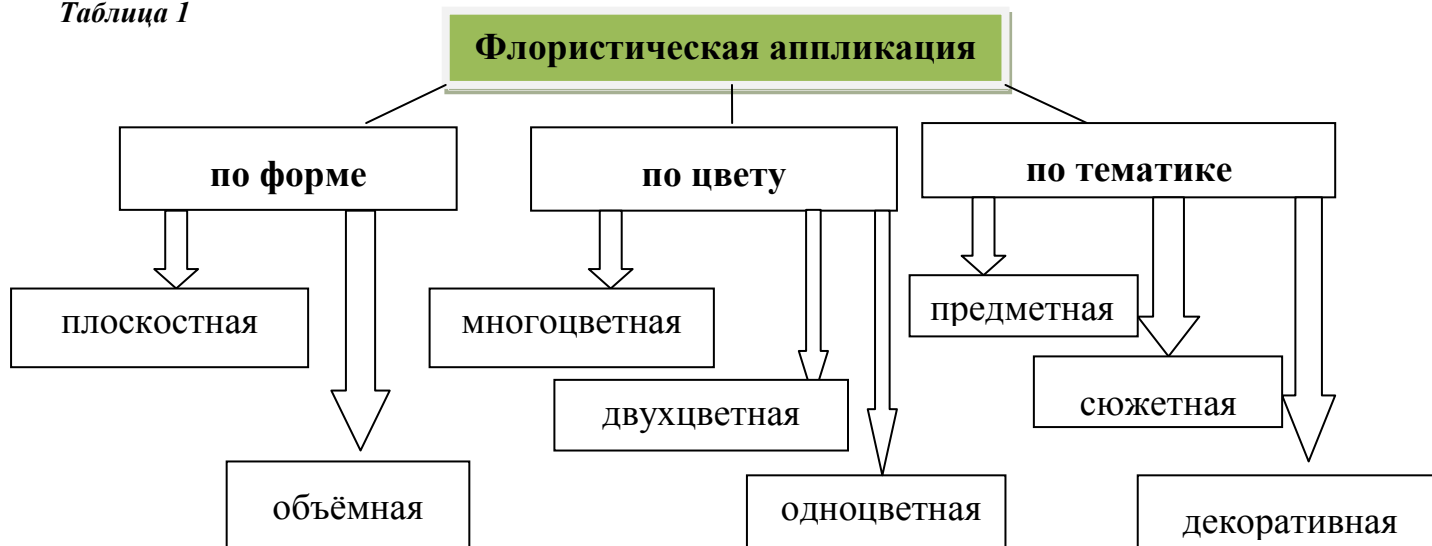 Таблица 1
Флористическая аппликация
по форме
по цвету
по тематике
плоскостная
многоцветная
предметная
двухцветная
сюжетная
объёмная
одноцветная
декоративная